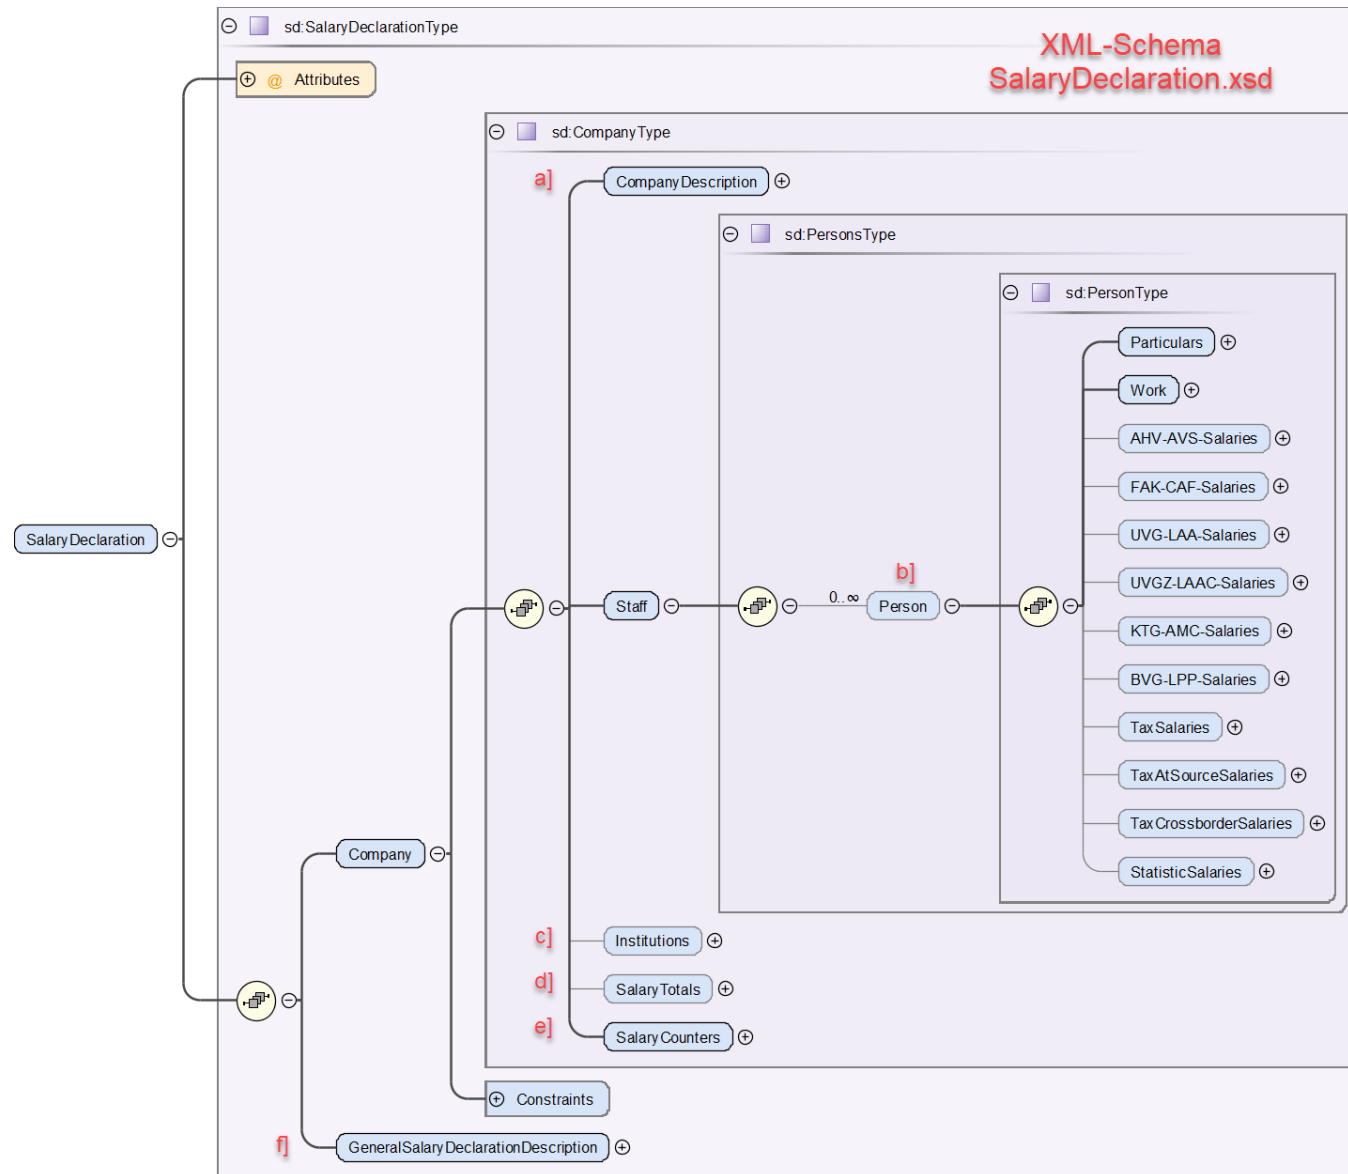 sd:SalaryDeclarationType
XML-Schema
SalaryDeclaration.xsd
@ Attributes
sd:CompanyType
a] CompanyDescription
sd:PersonsType
sd:PersonType
Particulars
Work
AHV-AVS-Salaries
FAK-CAF-Salaries
UVG-LAA-Salaries
SalaryDeclaration
UVGZ-LAAC-Salaries
b]
Staff 0..∞ Person
KTG-AMC-Salaries
BVG-LPP-Salaries
TaxSalaries
TaxAtSourceSalaries
TaxCrossborderSalaries
Company
StatisticSalaries
c] Institutions
d] SalaryTotals
e] SalaryCounters
Constraints
f] GeneralSalaryDeclarationDescription